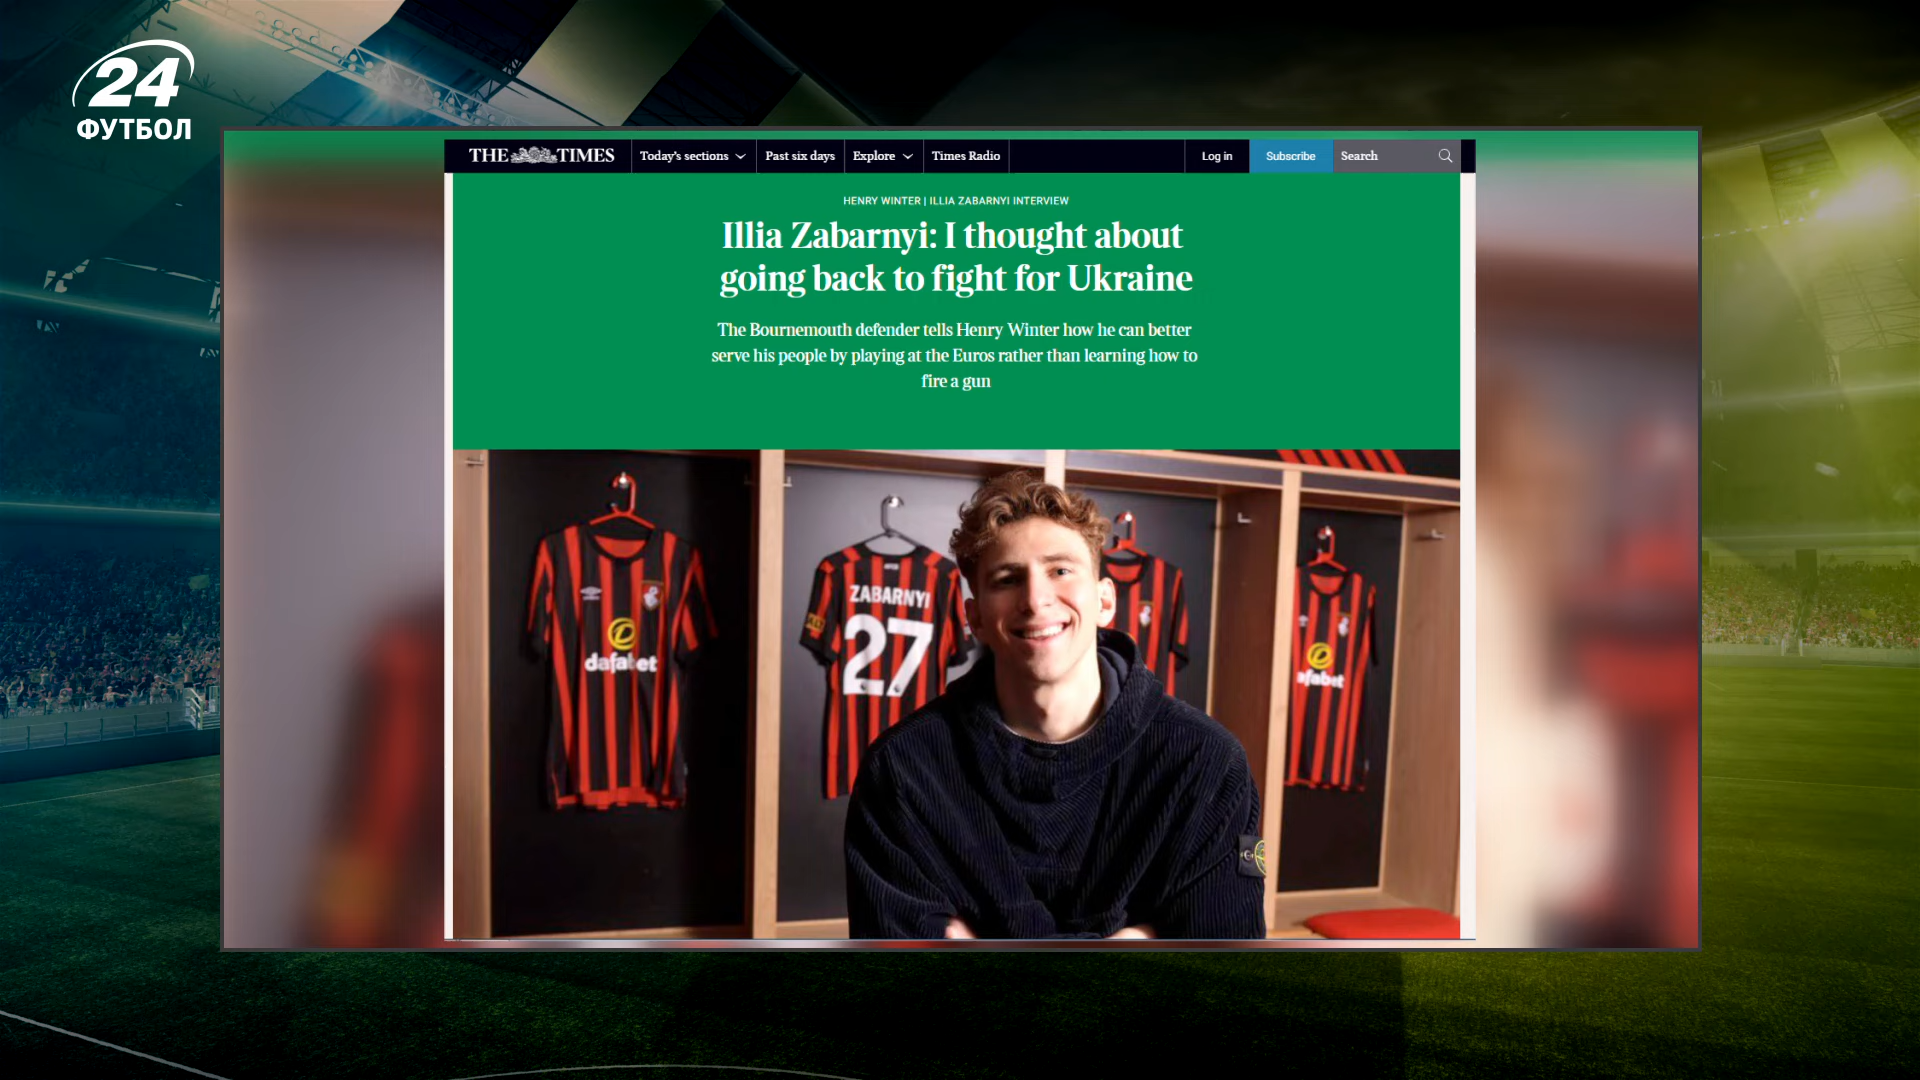 24
ФУТБОЛ
THE TIMES
Today's sections
Past six days
Explore
Times Radio
Log in
Subscribe
Search
HENRY WINTER | ILLIA ZABARNYI INTERVIEW
Illia Zabarnyi: I thought about
going back to fight for Ukraine
The Bournemouth defender tells Henry Winter how he can better
serve his people by playing at the Euros rather than learning how to
fire a gun
ZABARNYI
27
dafabet
afabet